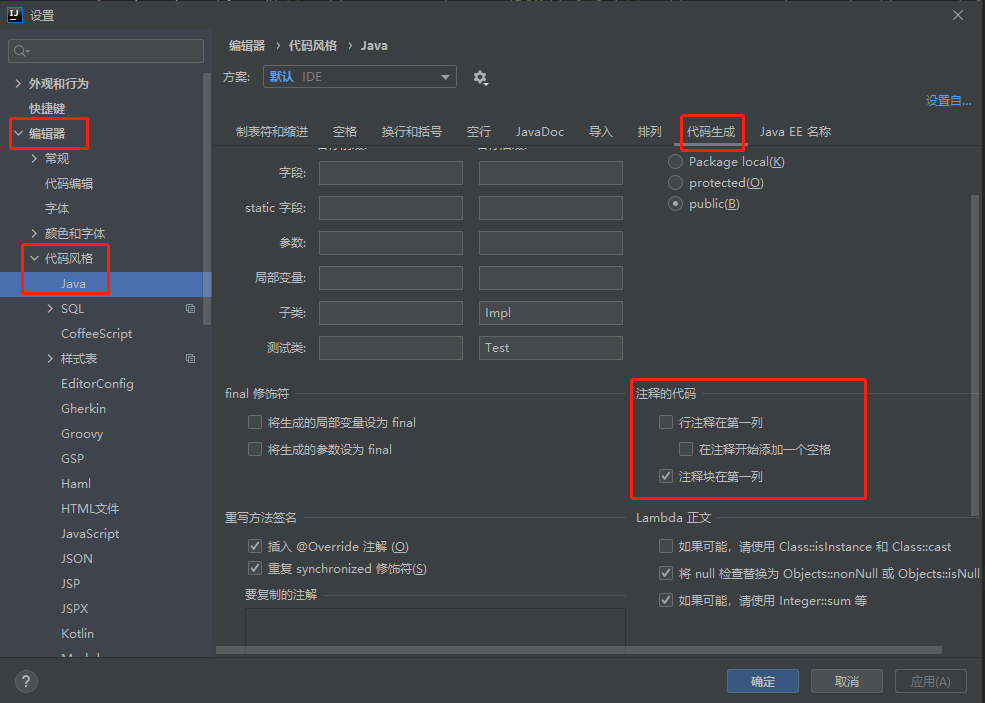 设置
外观和行为
快捷键
编辑器
常规
代码编辑
字体
颜色和字体
代码风格
Java
SQL
CoffeeScript
样式表
EditorConfig
Gherkin
Groovy
GSP
Haml
HTML文件
JavaScript
JSON
JSP
JSPX
Kotlin
编辑器 › 代码风格 › Java
方案: 默认 IDE
设置自...
制表符和缩进 空格 换行和括号 空行 JavaDoc 导入 排列 代码生成 Java EE 名称
字段:
static 字段:
参数:
局部变量:
子类: Impl
测试类: Test
Package local(K)
protected(O)
public(B)
final 修饰符
将生成的局部变量设为 final
将生成的参数设为 final
注释的代码
行注释在第一列
在注释开始添加一个空格
注释块在第一列
重写方法签名
插入 @Override 注解 (O)
重复 synchronized 修饰符(S)
要复制的注解
Lambda 正文
如果可能，请使用 Class::isInstance 和 Class::cast
将 null 检查替换为 Objects::nonNull 或 Objects::isNull
如果可能，请使用 Integer::sum 等
?
确定 取消 应用(A)